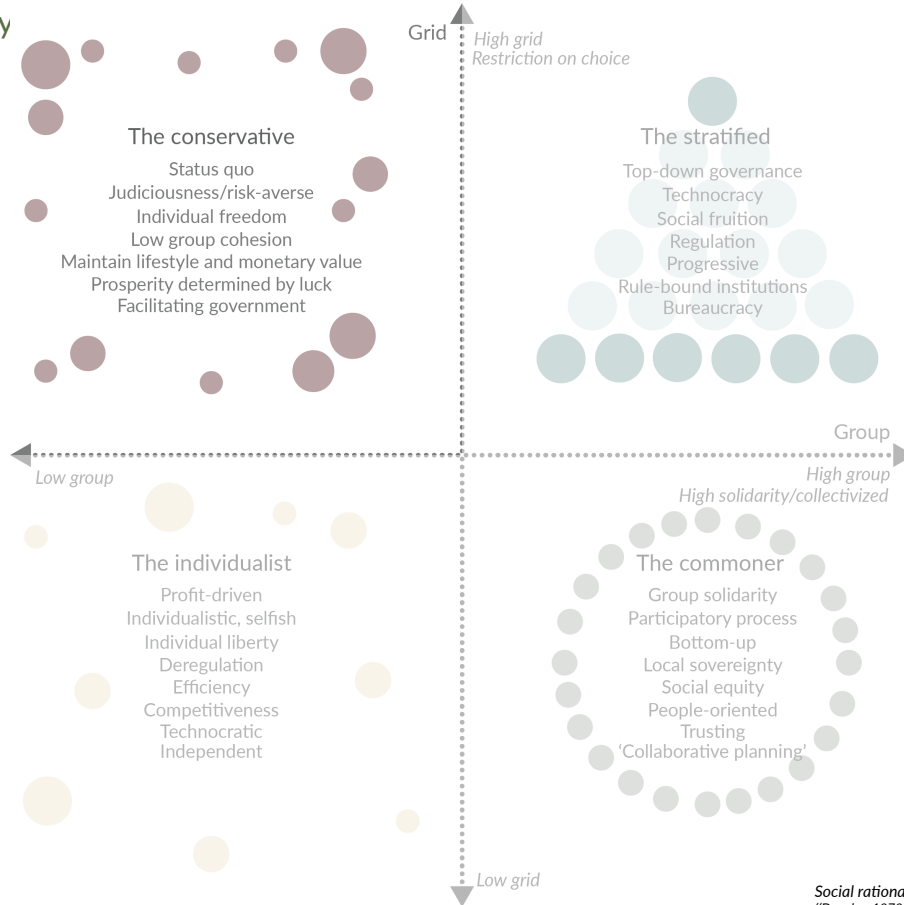 y
Grid
High grid
Restriction on choice
The conservative
Status quo
Judiciousness/risk-averse
Individual freedom
Low group cohesion
Maintain lifestyle and monetary value
Prosperity determined by luck
Facilitating government
The stratified
Top-down governance
Technocracy
Social fruition
Regulation
Progressive
Rule-bound institutions
Bureaucracy
Group
Low group
High group
High solidarity/collectivized
The individualist
Profit-driven
Individualistic, selfish
Individual liberty
Deregulation
Efficiency
Competitiveness
Technocratic
Independent
The commoner
Group solidarity
Participatory process
Bottom-up
Local sovereignty
Social equity
People-oriented
Trusting
'Collaborative planning'
Low grid
Social rationa